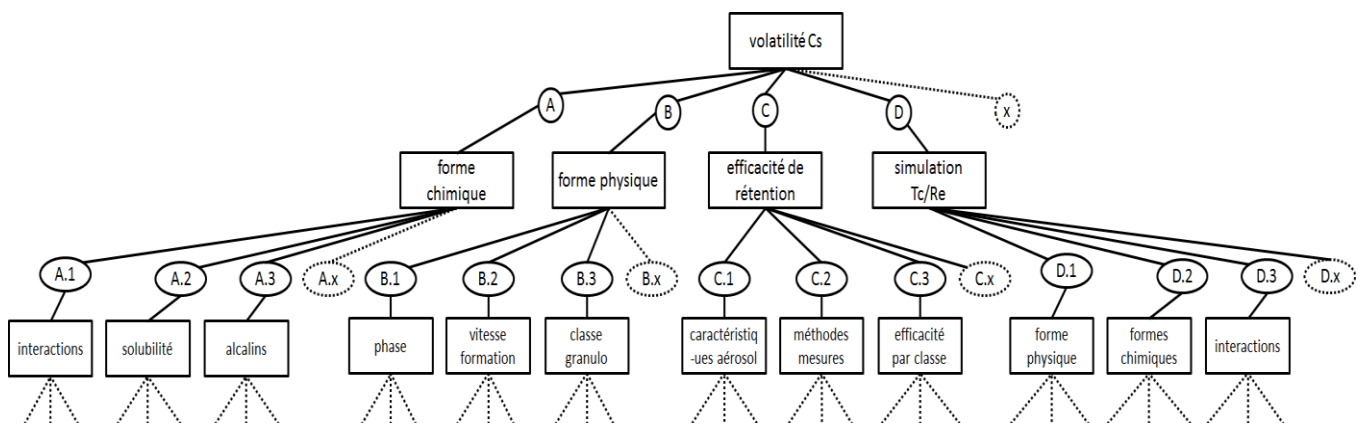 volatilité Cs
A
B
C
D
x
forme
chimique
forme physique
efficacité de
rétention
simulation
Tc/Re
A.1
A.2
A.3
A.x
B.1
B.2
B.3
B.x
C.1
C.2
C.3
C.x
D.1
D.2
D.3
D.x
interactions
solubilité
alcalins
phase
vitesse
formation
classe
granulo
caractéristiq
-ues aérosol
méthodes
mesures
efficacité
par classe
forme
physique
formes
chimiques
interactions